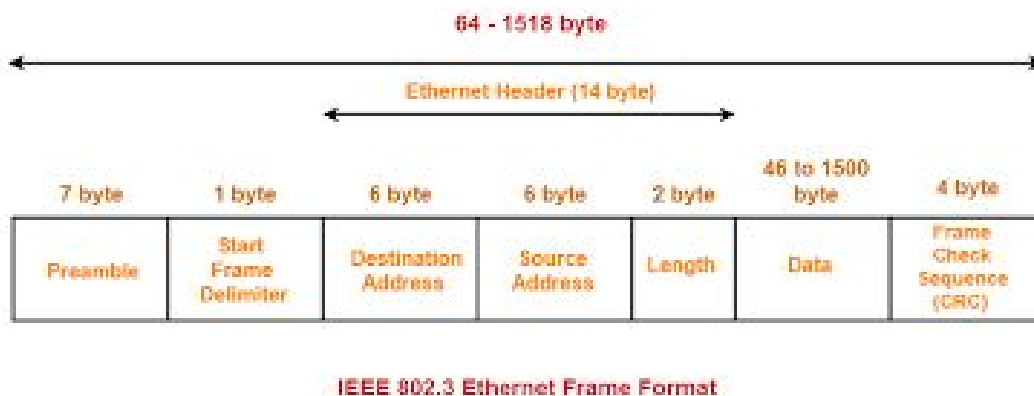 64 - 1518 byte
Ethernet Header (14 byte)
7 byte
1 byte
6 byte
6 byte
2 byte
46 to 1500
byte
4 byte
Preamble
Start
Frame
Delimiter
Destination
Address
Source
Address
Length
Data
Frame
Check
Sequence
(CRC)
IEEE 802.3 Ethernet Frame Format